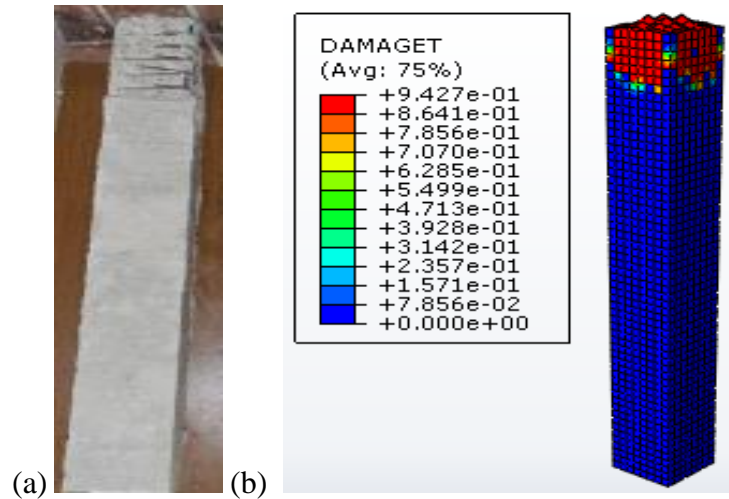 DAMAGET
(Avg: 75%)
+9.427e-01
+8.641e-01
+7.856e-01
+7.070e-01
+6.285e-01
+5.499e-01
+4.713e-01
+3.928e-01
+3.142e-01
+2.357e-01
+1.571e-01
+7.856e-02
+0.000e+00
(a) (b)